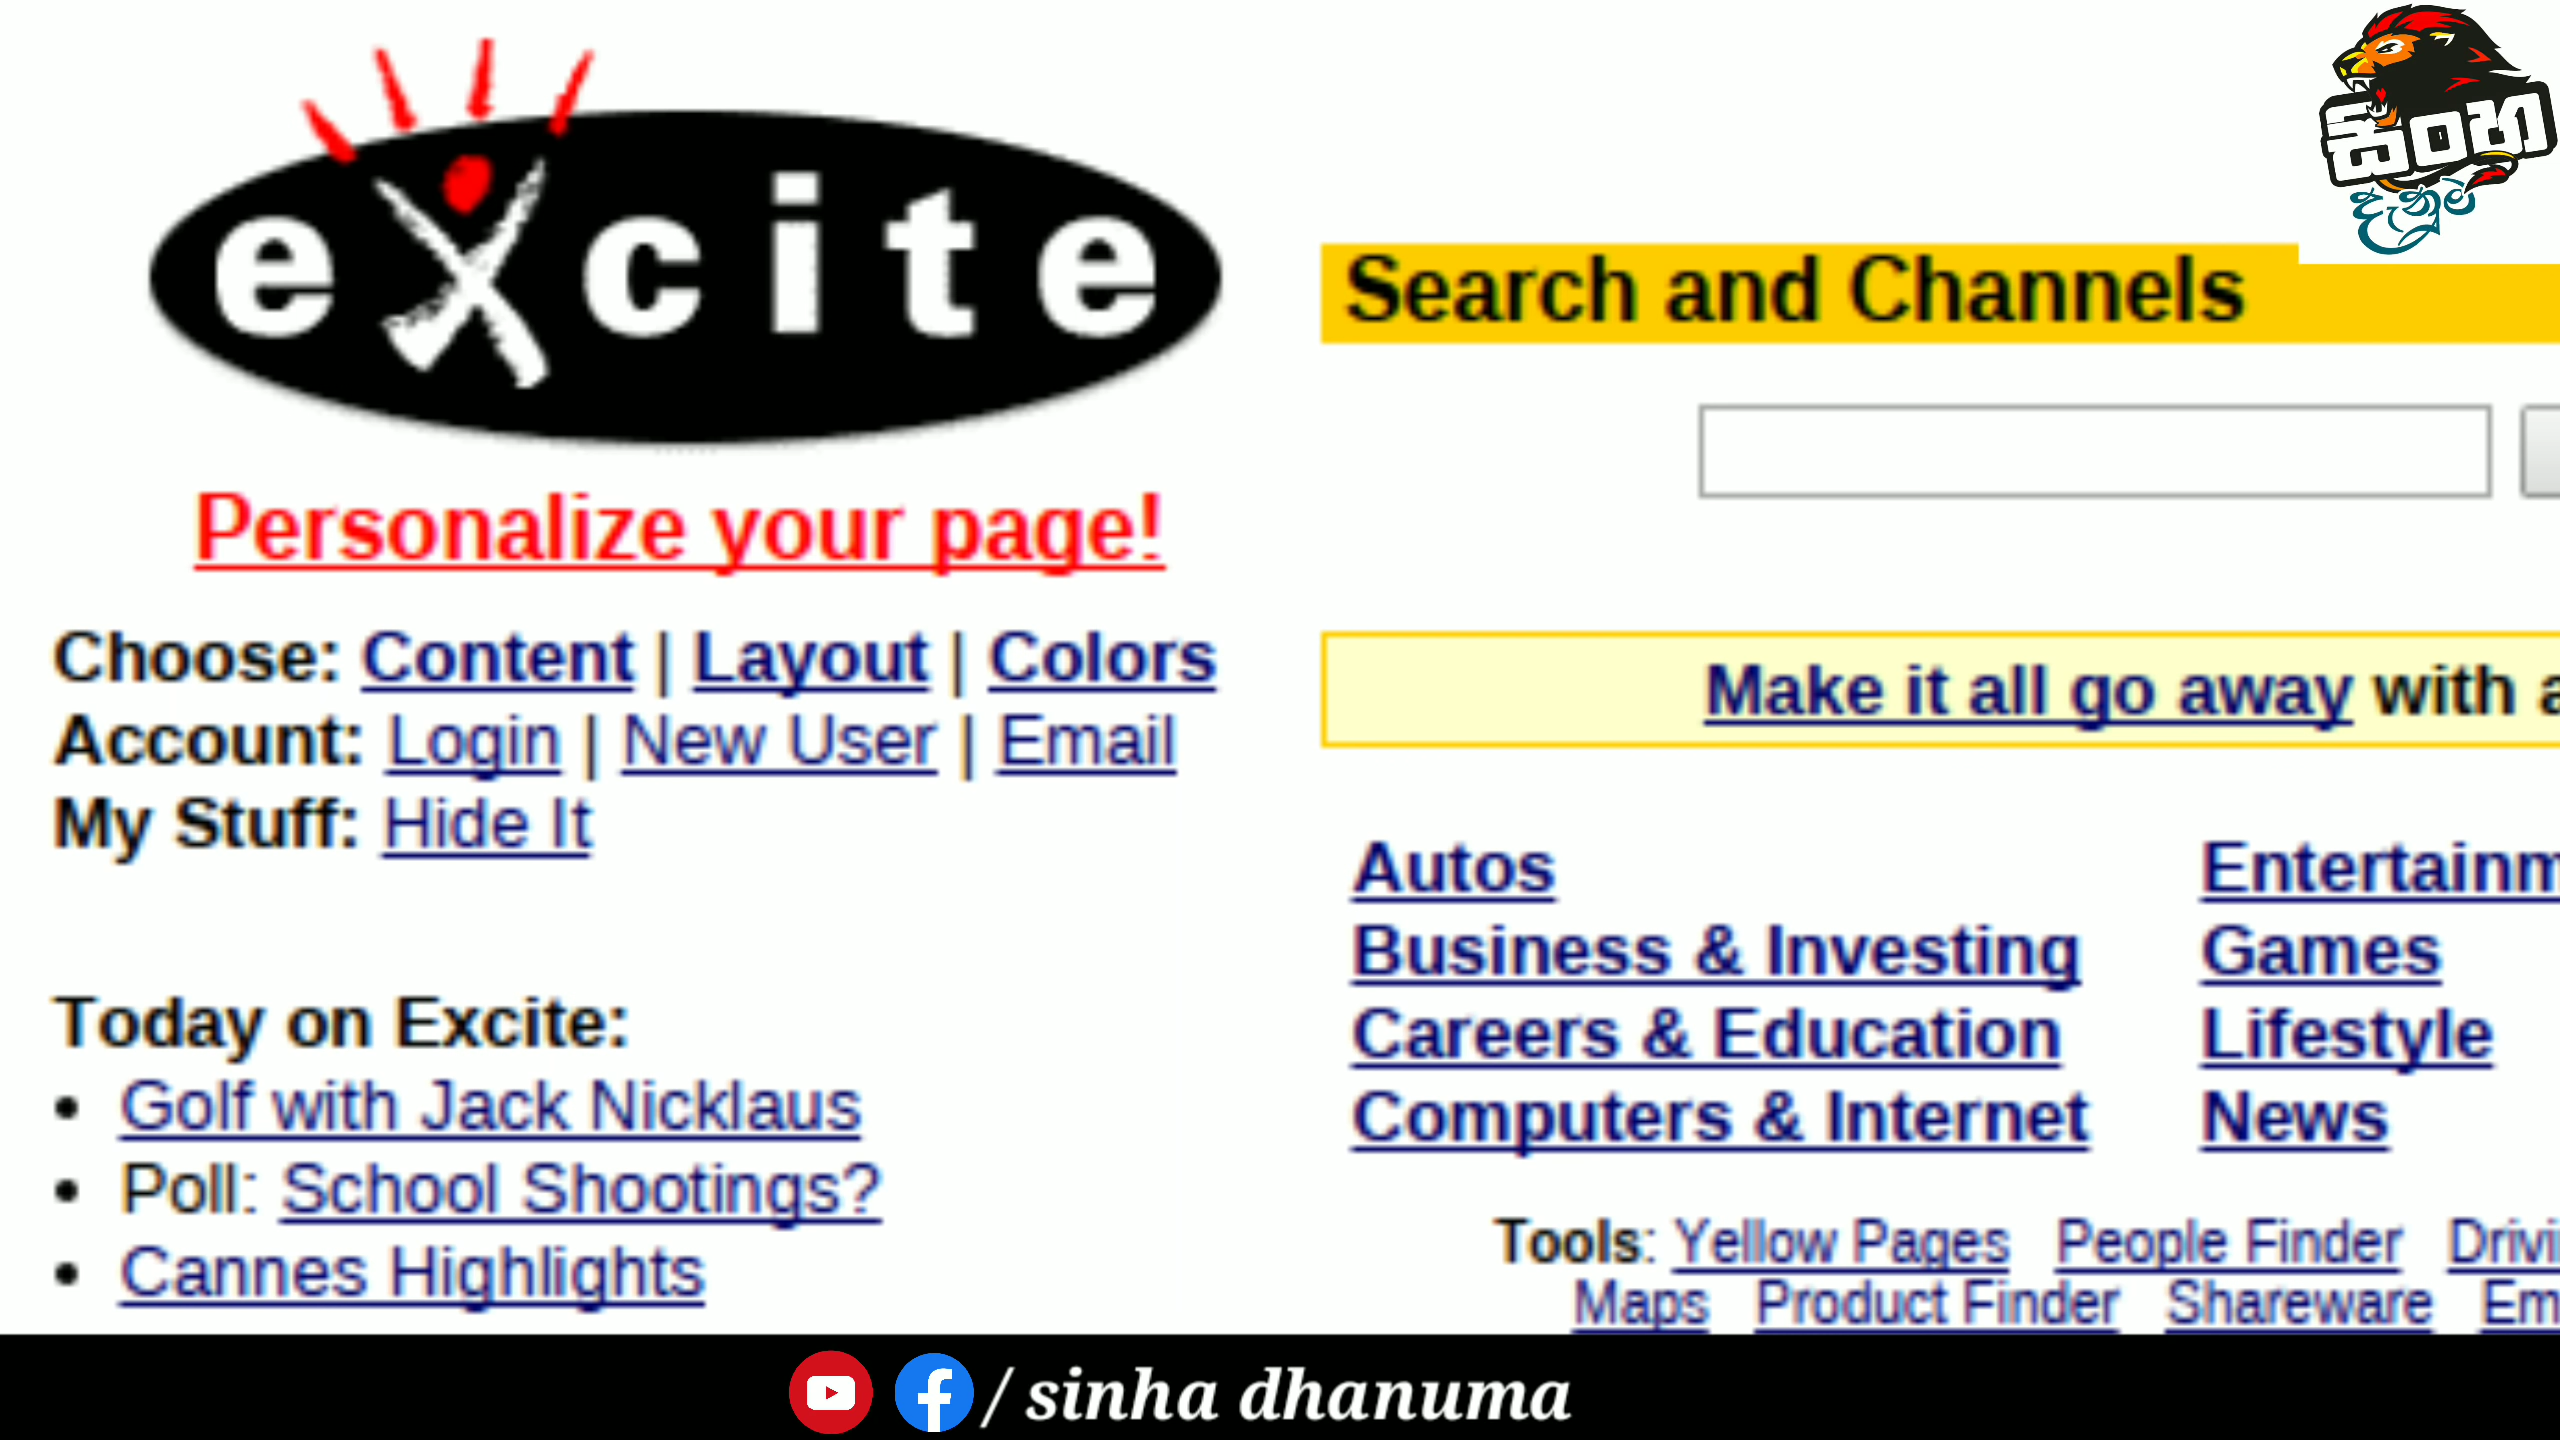 excite
Personalize your page!
Choose: Content | Layout | Colors
Account: Login | New User | Email
My Stuff: Hide It
Today on Excite:
• Golf with Jack Nicklaus
• Poll: School Shootings?
• Cannes Highlights
සිංහ
දැනුම
Search and Channels
Make it all go away with a
Autos
Business & Investing
Careers & Education
Computers & Internet
Entertainm
Games
Lifestyle
News
Tools: Yellow Pages People Finder Drivi
Maps Product Finder Shareware Em
/ sinha dhanuma